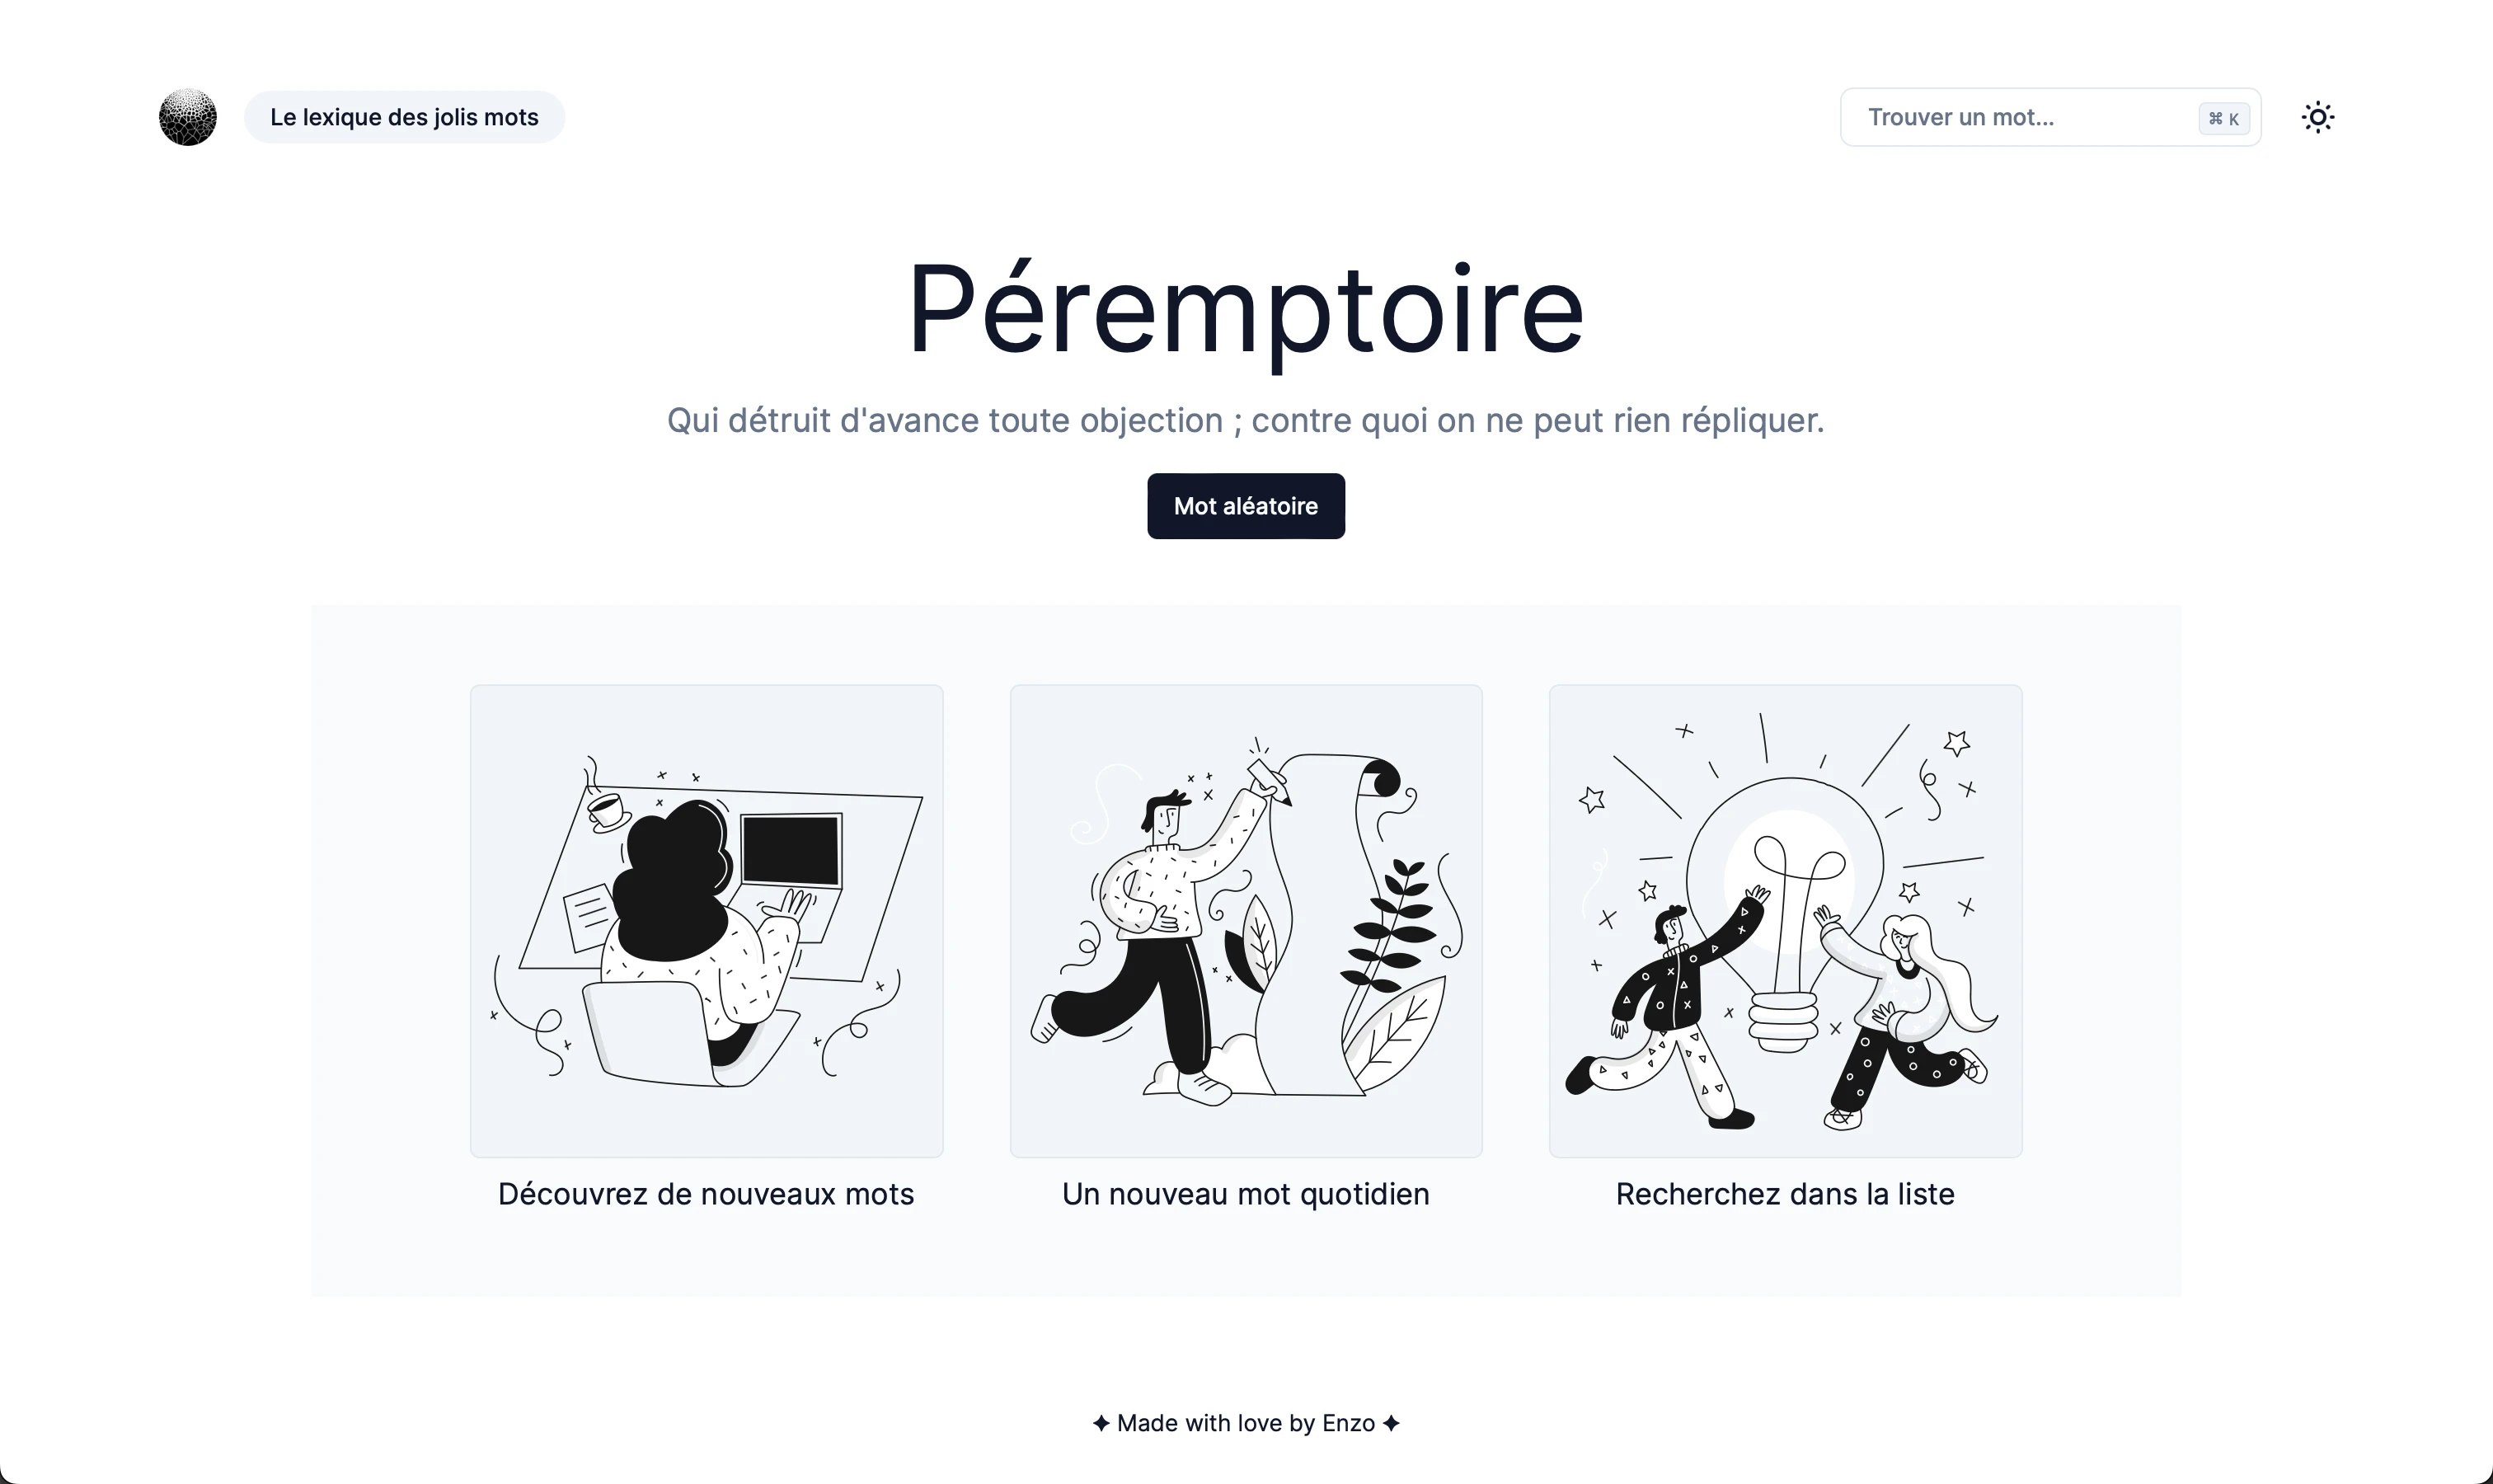 Le lexique des jolis mots
Trouver un mot...
⌘ K
Péremptoire
Qui détruit d'avance toute objection ; contre quoi on ne peut rien répliquer.
Mot aléatoire
Découvrez de nouveaux mots
Un nouveau mot quotidien
Recherchez dans la liste
✦ Made with love by Enzo ✦